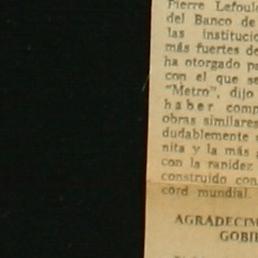 Pierre Lefoul
del Banco de
las institucio
más fuertes de
ha otorgado p
con el que se
"Metro", dijo
haber comp
obras similares
dudablemente
nita y la más
con la rapidez
construido con
cord mundial.
AGRADECIM
GOBI